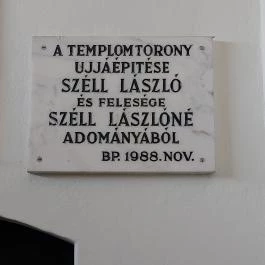 A TEMPLOMTORONY
UJJÁÉPITÉSE
SZÉLL LÁSZLÓ
ÉS FELESÉGE
SZÉLL LÁSZLÓNÉ
ADOMÁNYÁBÓL
BP. 1988. NOV.